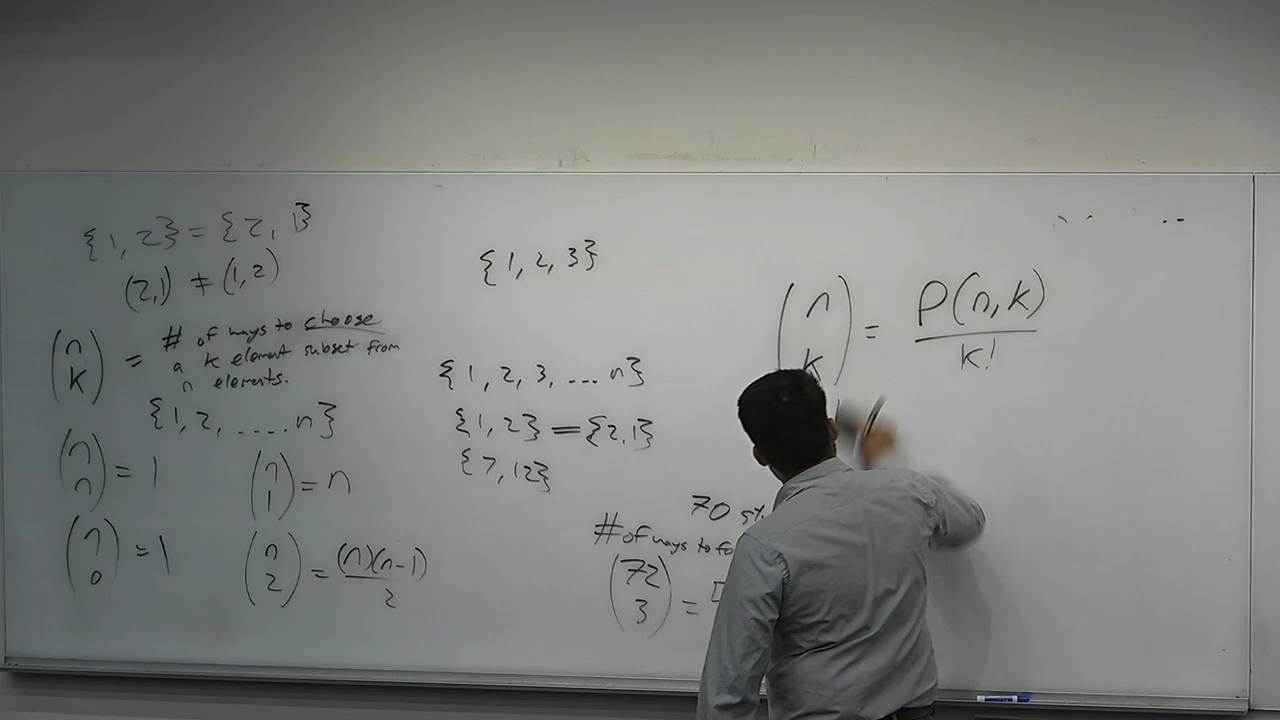 {1, 2} = {2, 1}
(2,1) ≠ (1,2)
(n k) = # of ways to choose
a k element subset from
n elements.
{1, 2, ..... n}
(n n) = 1
(n 1) = n
(n 0) = 1
(n 2) = (n)(n-1) / 2
{1, 2, 3}
{1, 2, 3, ... n}
{1, 2} = {2, 1}
{7, 12}
70
# of ways to
(72 3) =
(n k) = P(n, k) / k!